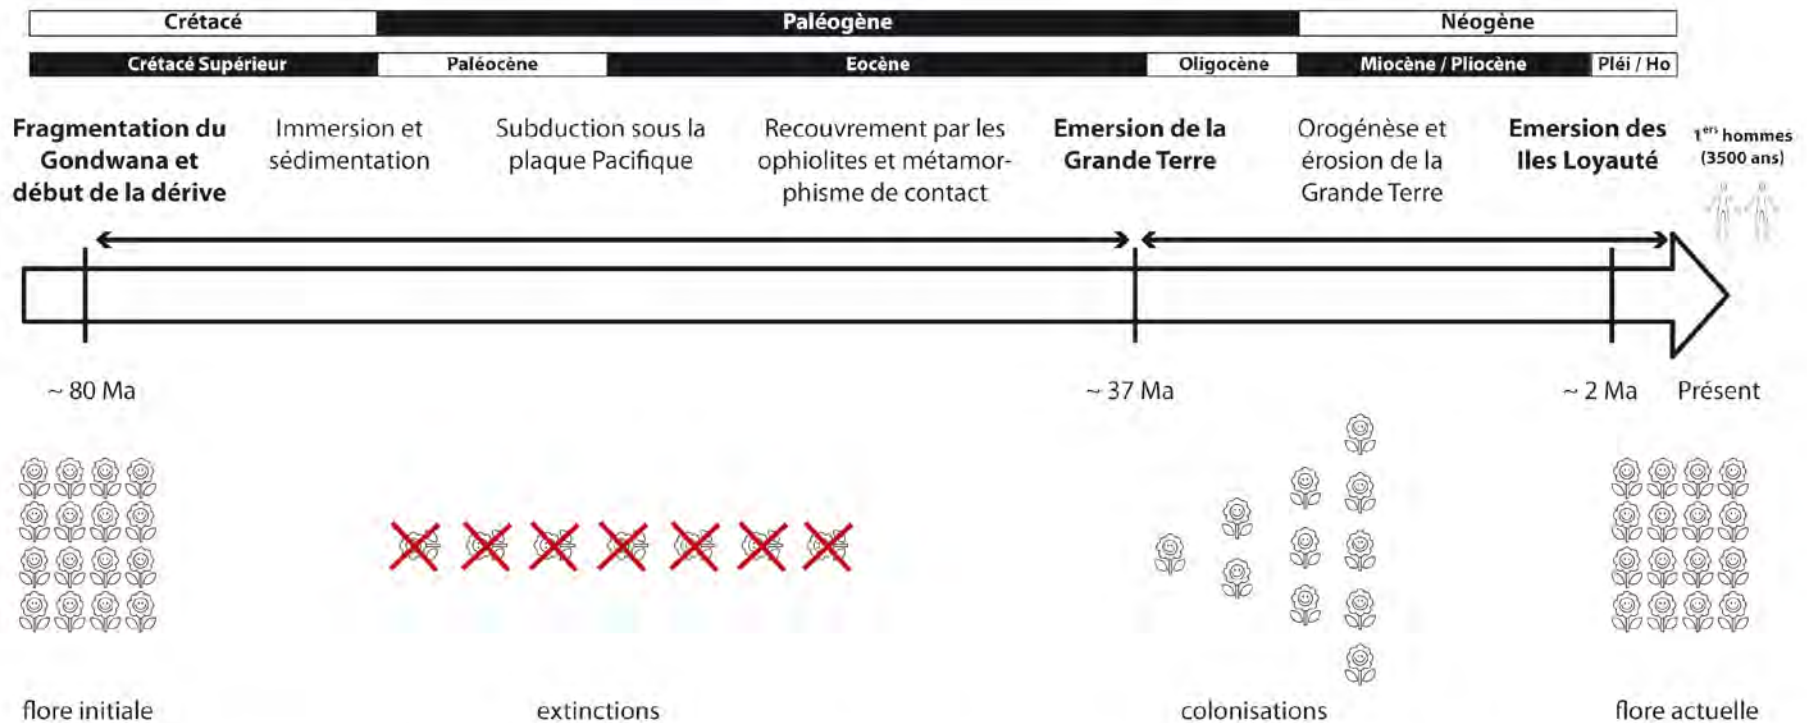 Crétacé
Paléogène
Néogène
Crétacé Supérieur
Paléocène
Eocène
Oligocène
Miocène / Pliocène
Pléi / Ho
Fragmentation du
Gondwana et
début de la dérive
Immersion et
sédimentation
Subduction sous la
plaque Pacifique
Recouvrement par les
ophiolites et métamor-
phisme de contact
Emersion de la
Grande Terre
Orogénèse et
érosion de la
Grande Terre
Emersion des
Iles Loyauté
1ers hommes
(3500 ans)
~ 80 Ma
~ 37 Ma
~ 2 Ma
Présent
flore initiale
extinctions
colonisations
flore actuelle